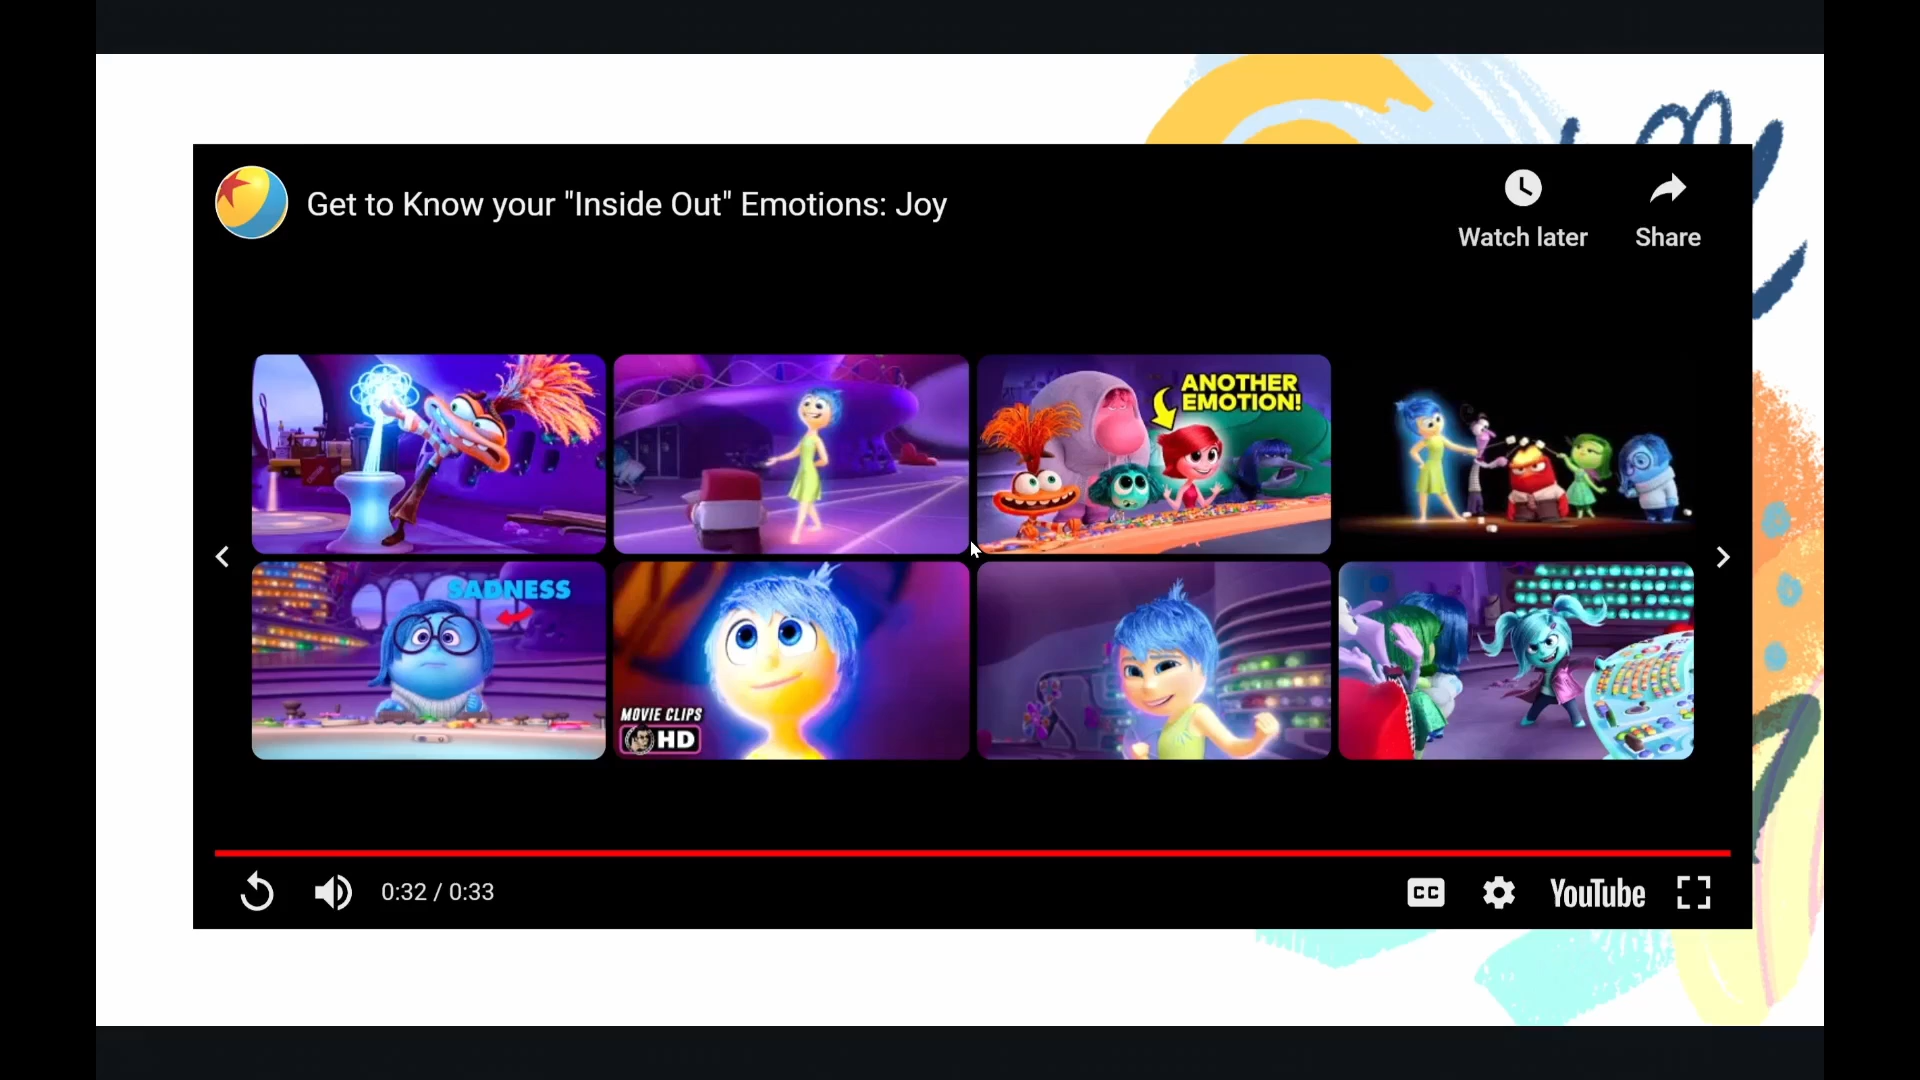 Get to Know your "Inside Out" Emotions: Joy
Watch later
Share
ANOTHER
EMOTION!
SADNESS
MOVIE CLIPS
HD
0:32 / 0:33
CC
YouTube